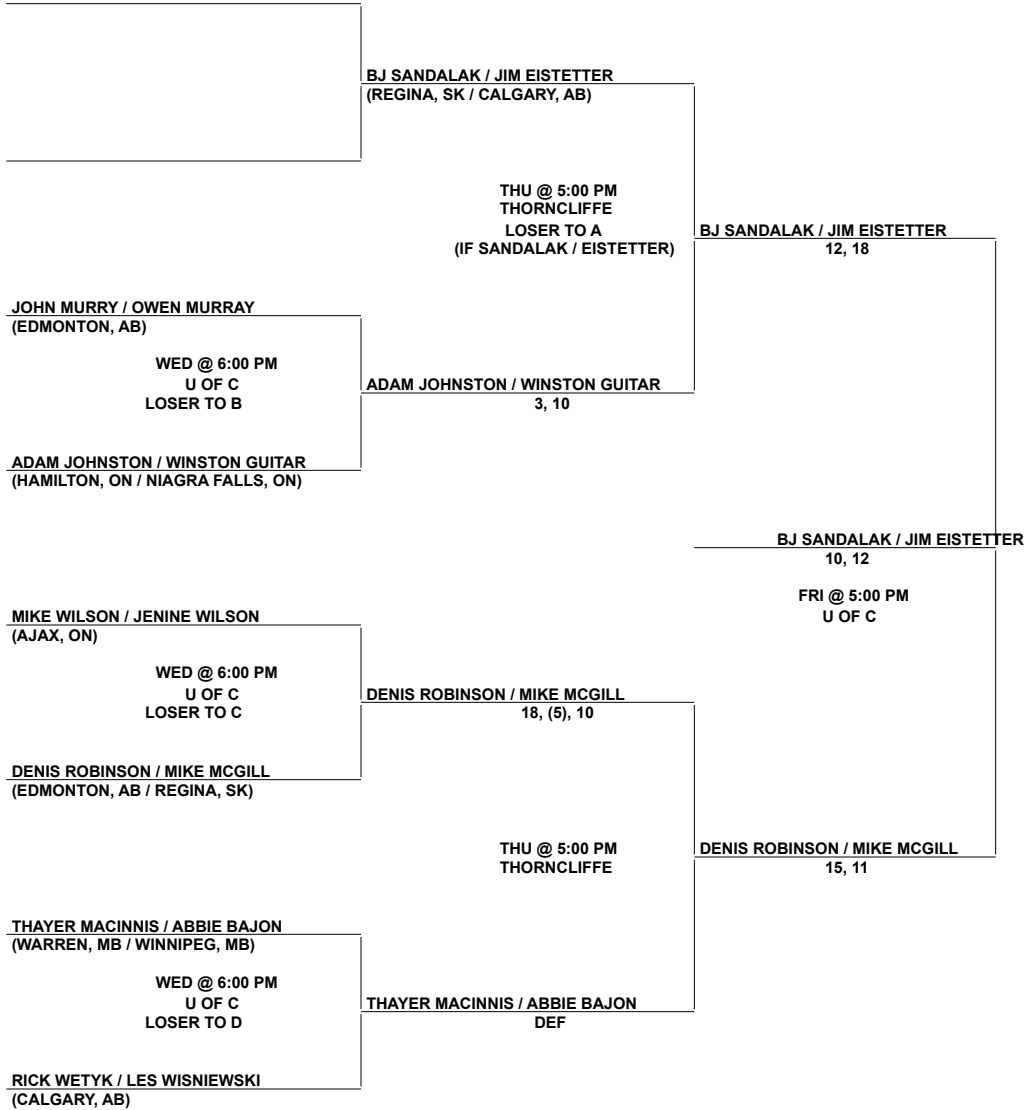 BJ SANDALAK / JIM EISTETTER
(REGINA, SK / CALGARY, AB)
THU @ 5:00 PM
THORNCLIFFE
LOSER TO A
(IF SANDALAK / EISTETTER)
BJ SANDALAK / JIM EISTETTER
12, 18
JOHN MURRY / OWEN MURRAY
(EDMONTON, AB)
WED @ 6:00 PM
U OF C
LOSER TO B
ADAM JOHNSTON / WINSTON GUITAR
3, 10
ADAM JOHNSTON / WINSTON GUITAR
(HAMILTON, ON / NIAGRA FALLS, ON)
BJ SANDALAK / JIM EISTETTER
10, 12
FRI @ 5:00 PM
U OF C
MIKE WILSON / JENINE WILSON
(AJAX, ON)
WED @ 6:00 PM
U OF C
LOSER TO C
DENIS ROBINSON / MIKE MCGILL
18, (5), 10
DENIS ROBINSON / MIKE MCGILL
(EDMONTON, AB / REGINA, SK)
THU @ 5:00 PM
THORNCLIFFE
DENIS ROBINSON / MIKE MCGILL
15, 11
THAYER MACINNIS / ABBIE BAJON
(WARREN, MB / WINNIPEG, MB)
WED @ 6:00 PM
U OF C
LOSER TO D
THAYER MACINNIS / ABBIE BAJON
DEF
RICK WETYK / LES WISNIEWSKI
(CALGARY, AB)